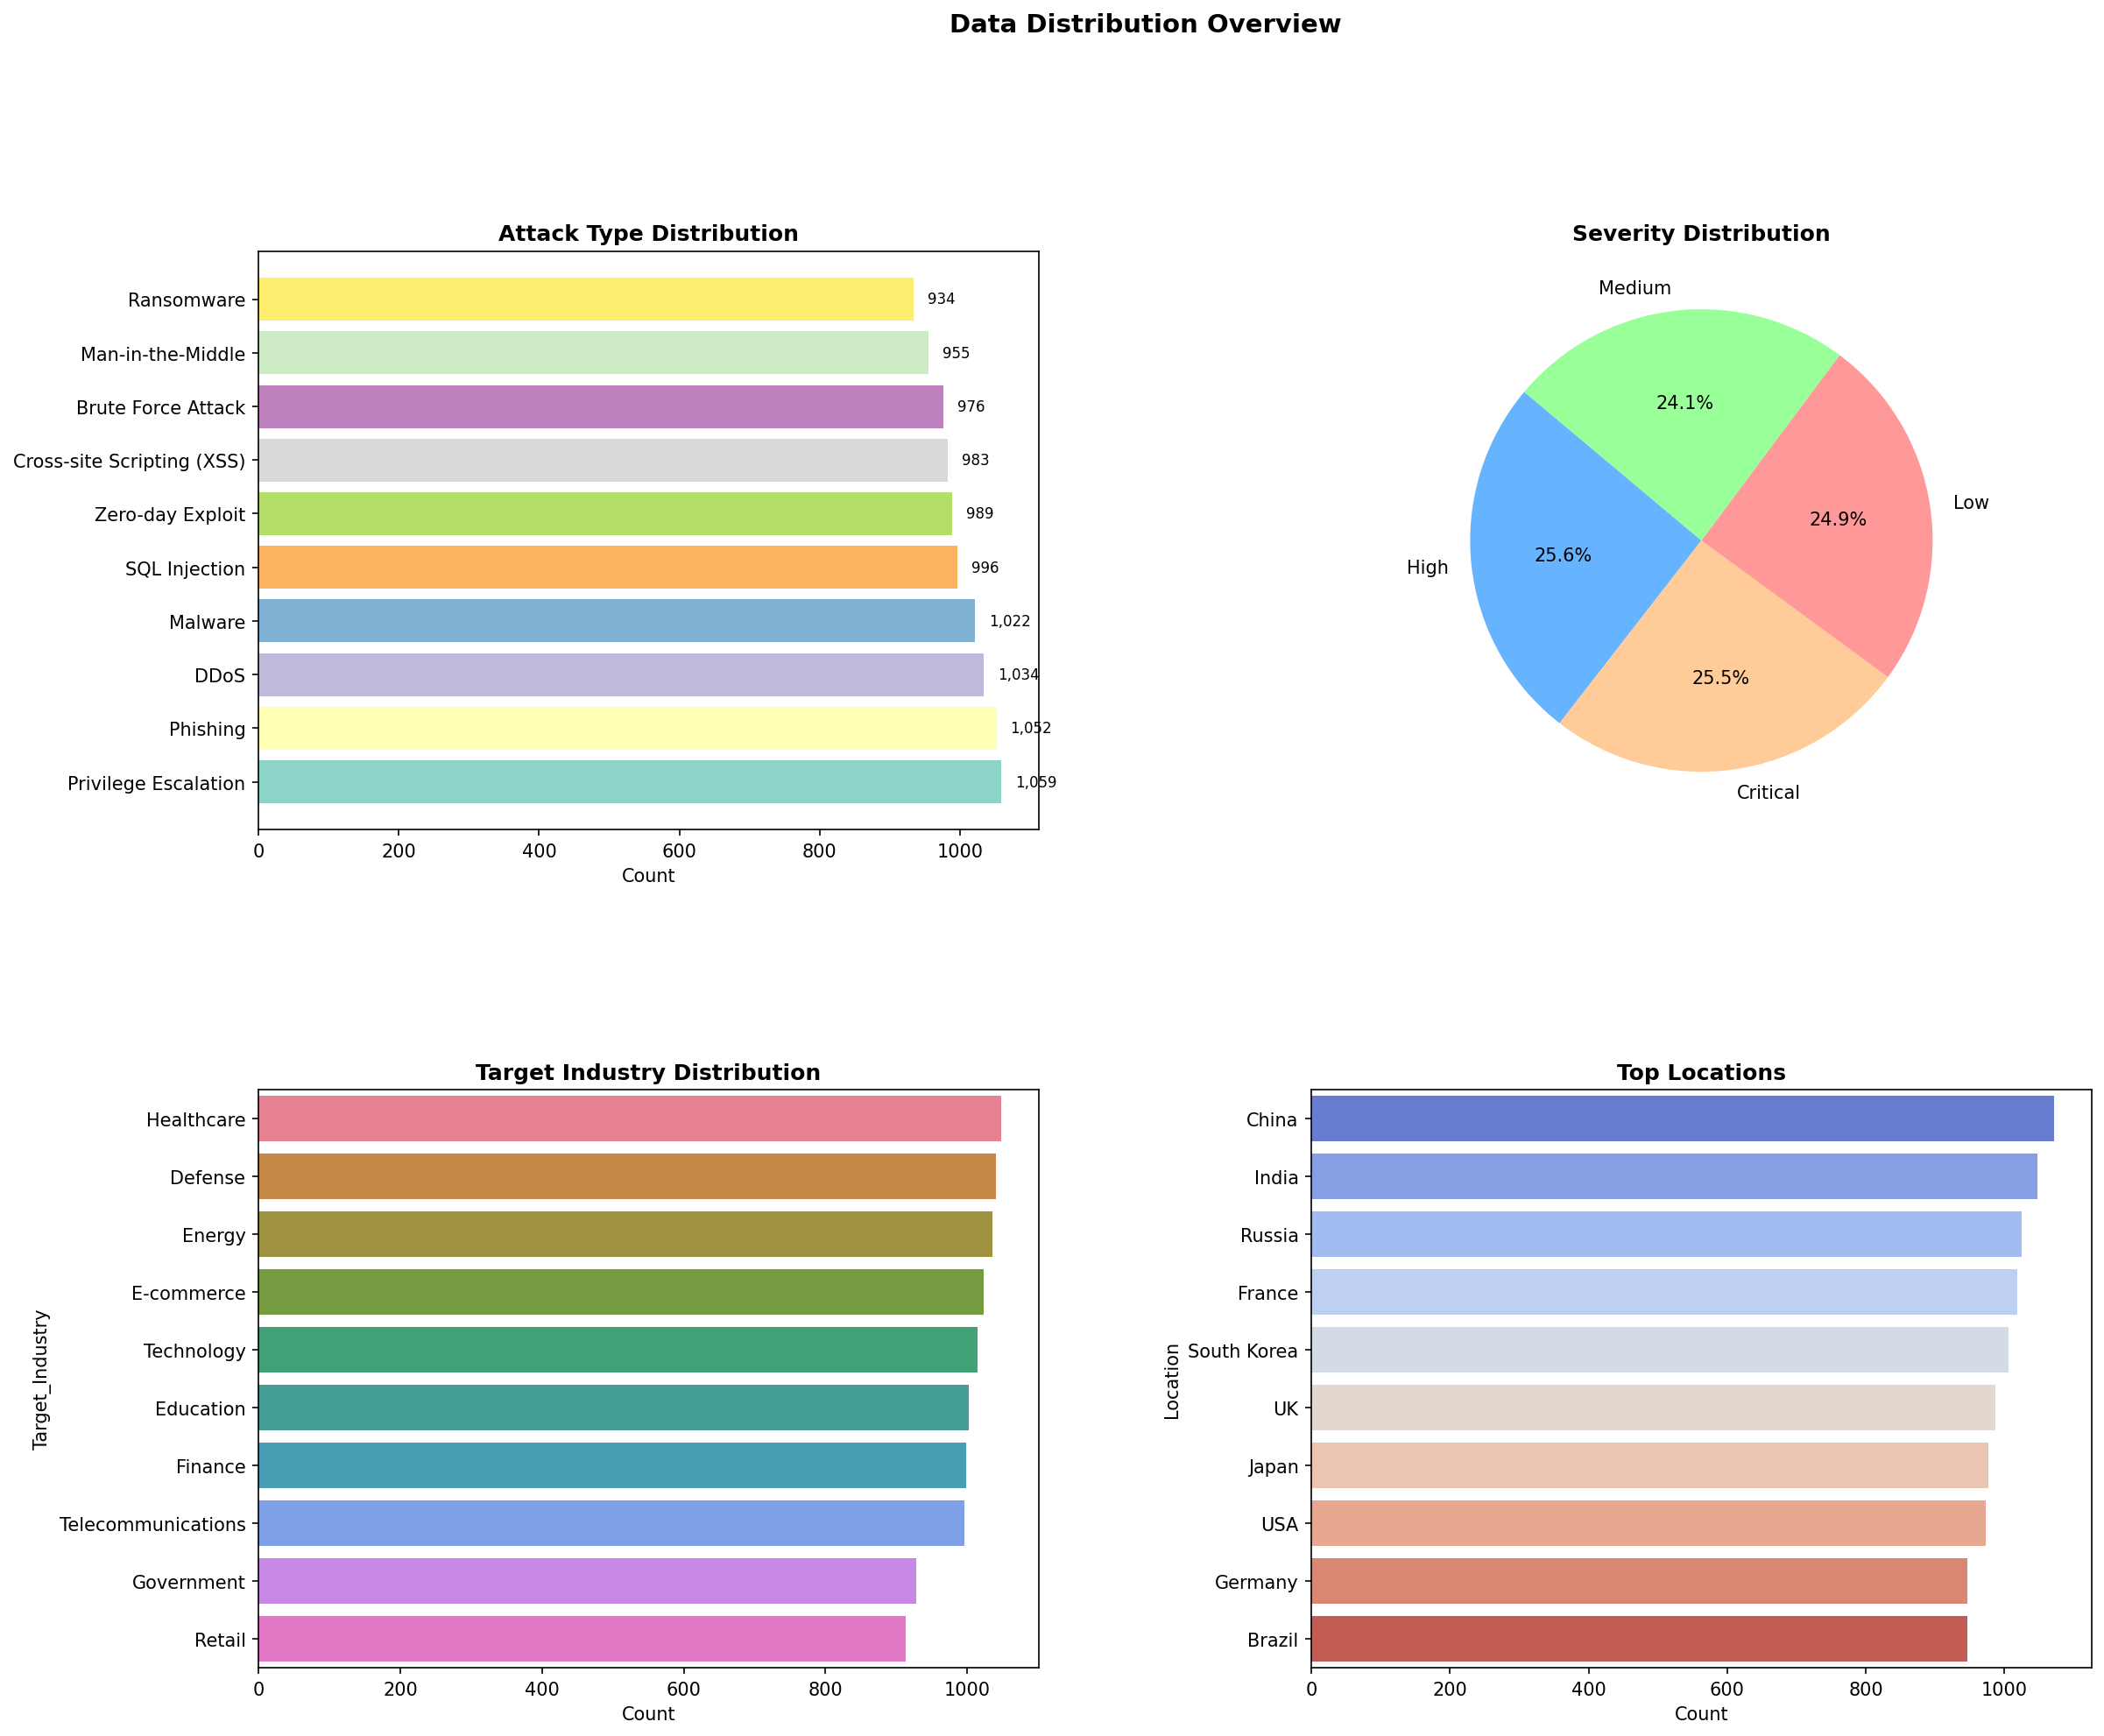 Data Distribution Overview
Attack Type Distribution
Ransomware
934
Man-in-the-Middle
955
Brute Force Attack
976
Cross-site Scripting (XSS)
983
Zero-day Exploit
989
SQL Injection
996
Malware
1,022
DDoS
1,034
Phishing
1,052
Privilege Escalation
1,059
0 200 400 600 800 1000
Count
Severity Distribution
Medium
24.1%
Low
24.9%
High
25.6%
25.5%
Critical
Target Industry Distribution
Target_Industry
Healthcare
Defense
Energy
E-commerce
Technology
Education
Finance
Telecommunications
Government
Retail
0 200 400 600 800 1000
Count
Top Locations
Location
China
India
Russia
France
South Korea
UK
Japan
USA
Germany
Brazil
0 200 400 600 800 1000
Count